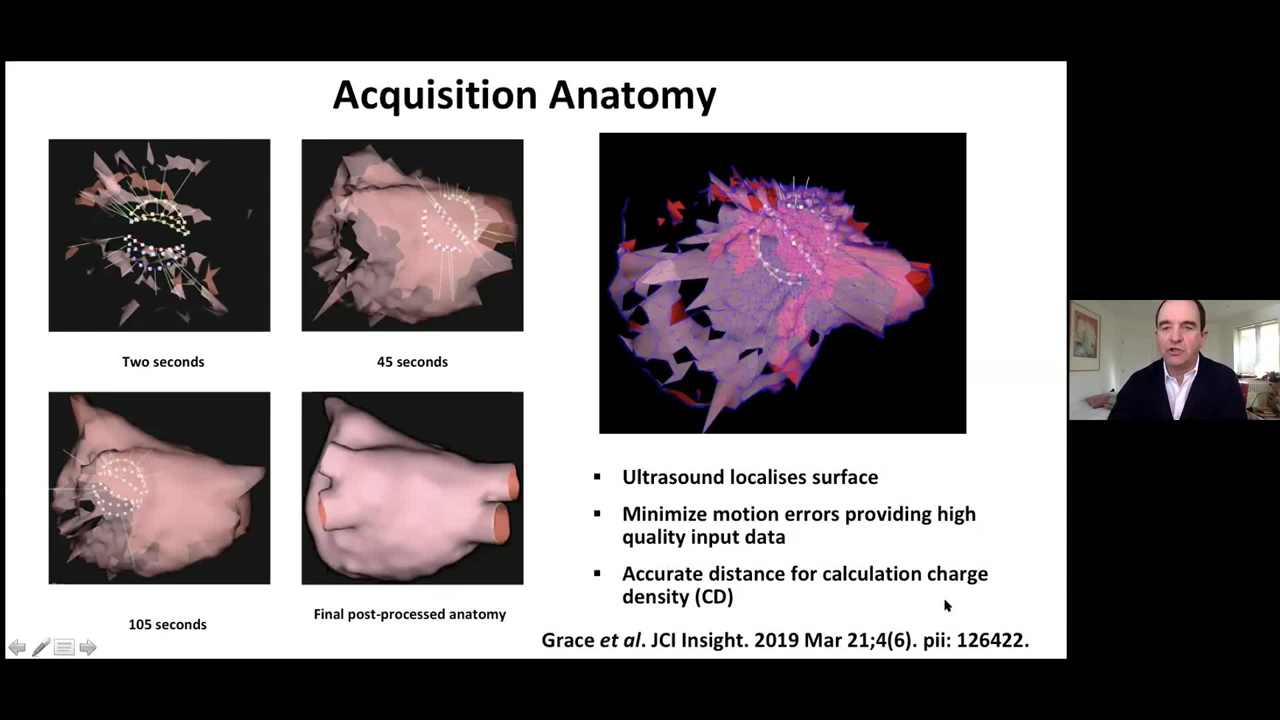 Acquisition Anatomy
Two seconds
45 seconds
105 seconds
Final post-processed anatomy
▪ Ultrasound localises surface
▪ Minimize motion errors providing high
quality input data
▪ Accurate distance for calculation charge
density (CD)
Grace et al. JCI Insight. 2019 Mar 21;4(6). pii: 126422.